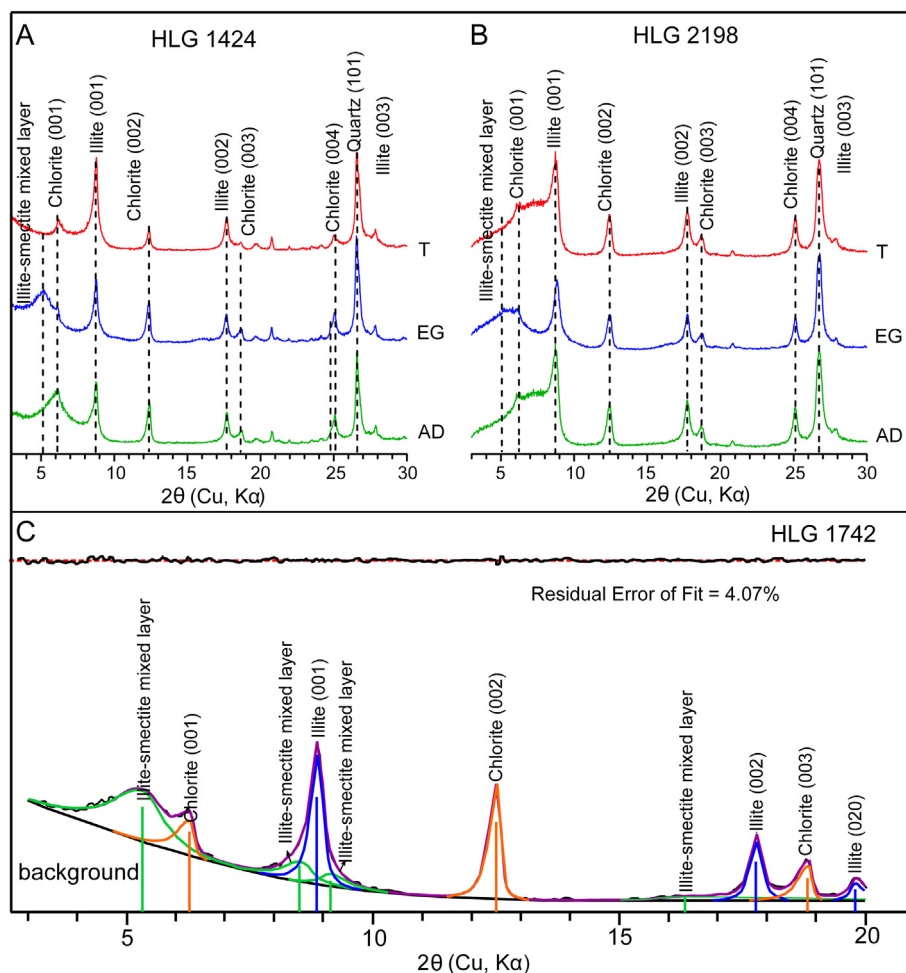 A
HLG 1424
Illite-smectite mixed layer
Chlorite (001)
Illite (001)
Chlorite (002)
Illite (002)
Chlorite (003)
Chlorite (004)
Quartz (101)
Illite (003)
T
EG
AD
5 10 15 20 25 30
2θ (Cu, Kα)
B
HLG 2198
Illite-smectite mixed layer
Chlorite (001)
Illite (001)
Chlorite (002)
Illite (002)
Chlorite (003)
Chlorite (004)
Quartz (101)
Illite (003)
T
EG
AD
5 10 15 20 25 30
2θ (Cu, Kα)
C
HLG 1742
Residual Error of Fit = 4.07%
Illite-smectite mixed layer
Chlorite (001)
Illite-smectite mixed layer
Illite (001)
Illite-smectite mixed layer
Chlorite (002)
Illite-smectite mixed layer
Illite (002)
Chlorite (003)
Illite (020)
background
5 10 15 20
2θ (Cu, Kα)